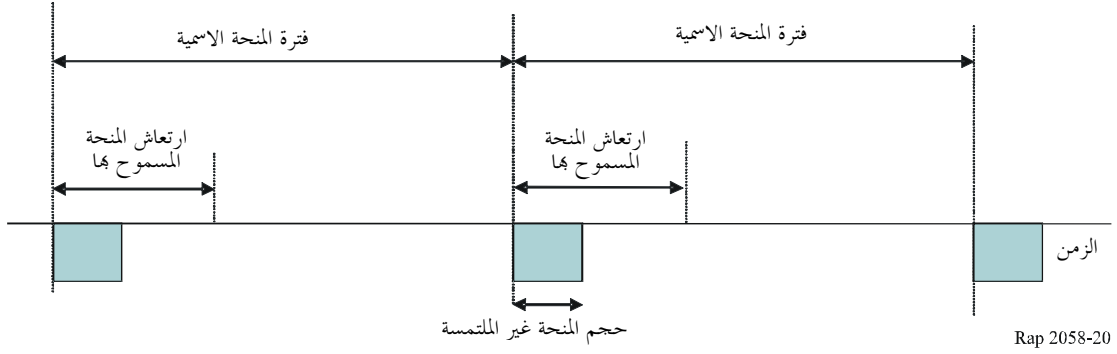 فترة المنحة الاسمية
فترة المنحة الاسمية
ارتعاش المنحة
المسموح بها
ارتعاش المنحة
المسموح بها
الزمن
حجم المنحة غير الملتمسة
Rap 2058-20